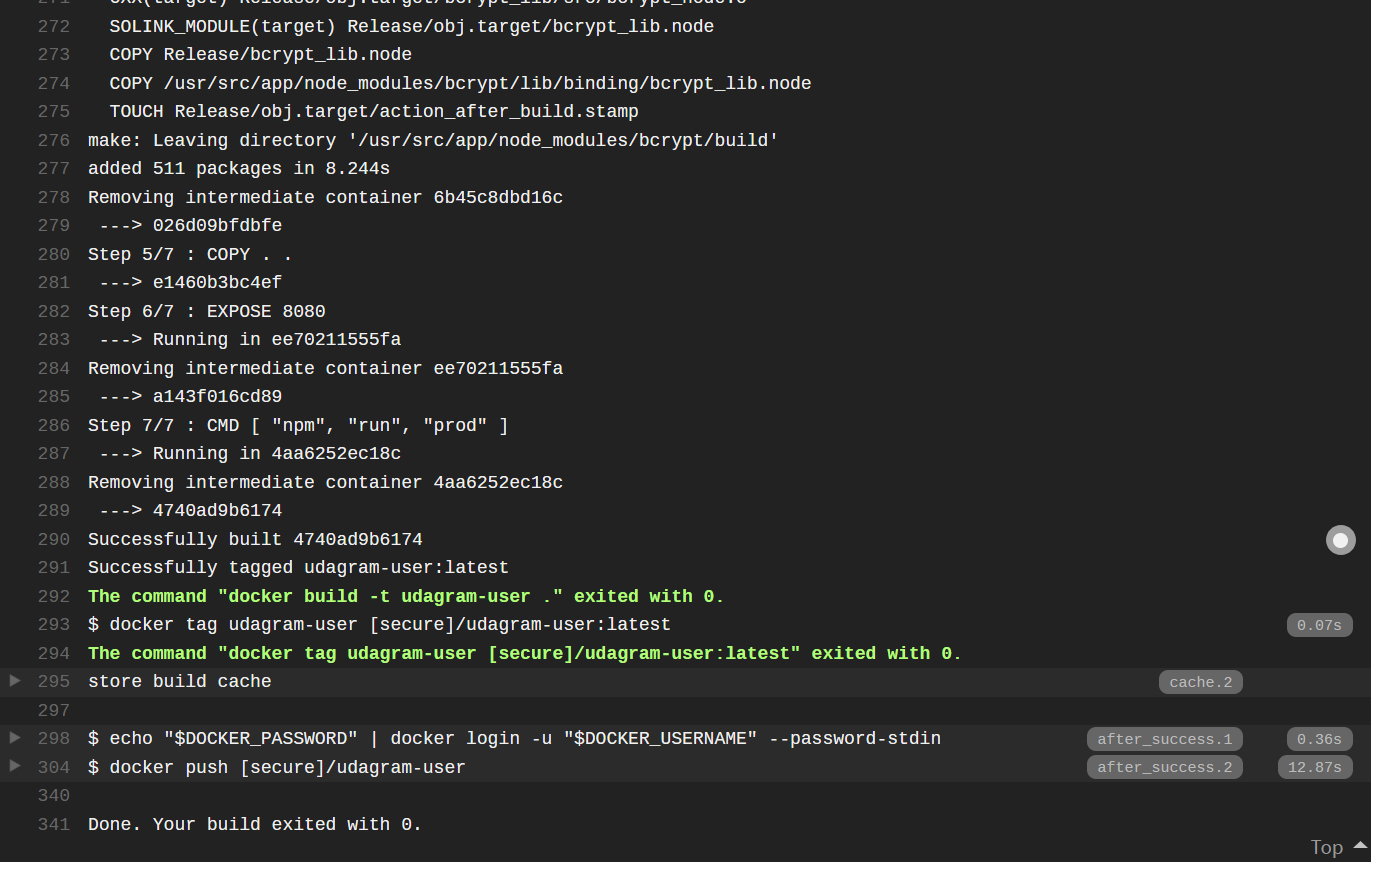 271   CXX(target) Release/obj.target/bcrypt_lib/src/bcrypt_node.o
272   SOLINK_MODULE(target) Release/obj.target/bcrypt_lib.node
273   COPY Release/bcrypt_lib.node
274   COPY /usr/src/app/node_modules/bcrypt/lib/binding/bcrypt_lib.node
275   TOUCH Release/obj.target/action_after_build.stamp
276 make: Leaving directory '/usr/src/app/node_modules/bcrypt/build'
277 added 511 packages in 8.244s
278 Removing intermediate container 6b45c8dbd16c
279  ---> 026d09bfdbfe
280 Step 5/7 : COPY . .
281  ---> e1460b3bc4ef
282 Step 6/7 : EXPOSE 8080
283  ---> Running in ee70211555fa
284 Removing intermediate container ee70211555fa
285  ---> a143f016cd89
286 Step 7/7 : CMD [ "npm", "run", "prod" ]
287  ---> Running in 4aa6252ec18c
288 Removing intermediate container 4aa6252ec18c
289  ---> 4740ad9b6174
290 Successfully built 4740ad9b6174
291 Successfully tagged udagram-user:latest
292 The command "docker build -t udagram-user ." exited with 0.
293 $ docker tag udagram-user [secure]/udagram-user:latest 0.07s
294 The command "docker tag udagram-user [secure]/udagram-user:latest" exited with 0.
295 store build cache cache.2
297
298 $ echo "$DOCKER_PASSWORD" | docker login -u "$DOCKER_USERNAME" --password-stdin after_success.1 0.36s
304 $ docker push [secure]/udagram-user after_success.2 12.87s
340
341 Done. Your build exited with 0.
Top